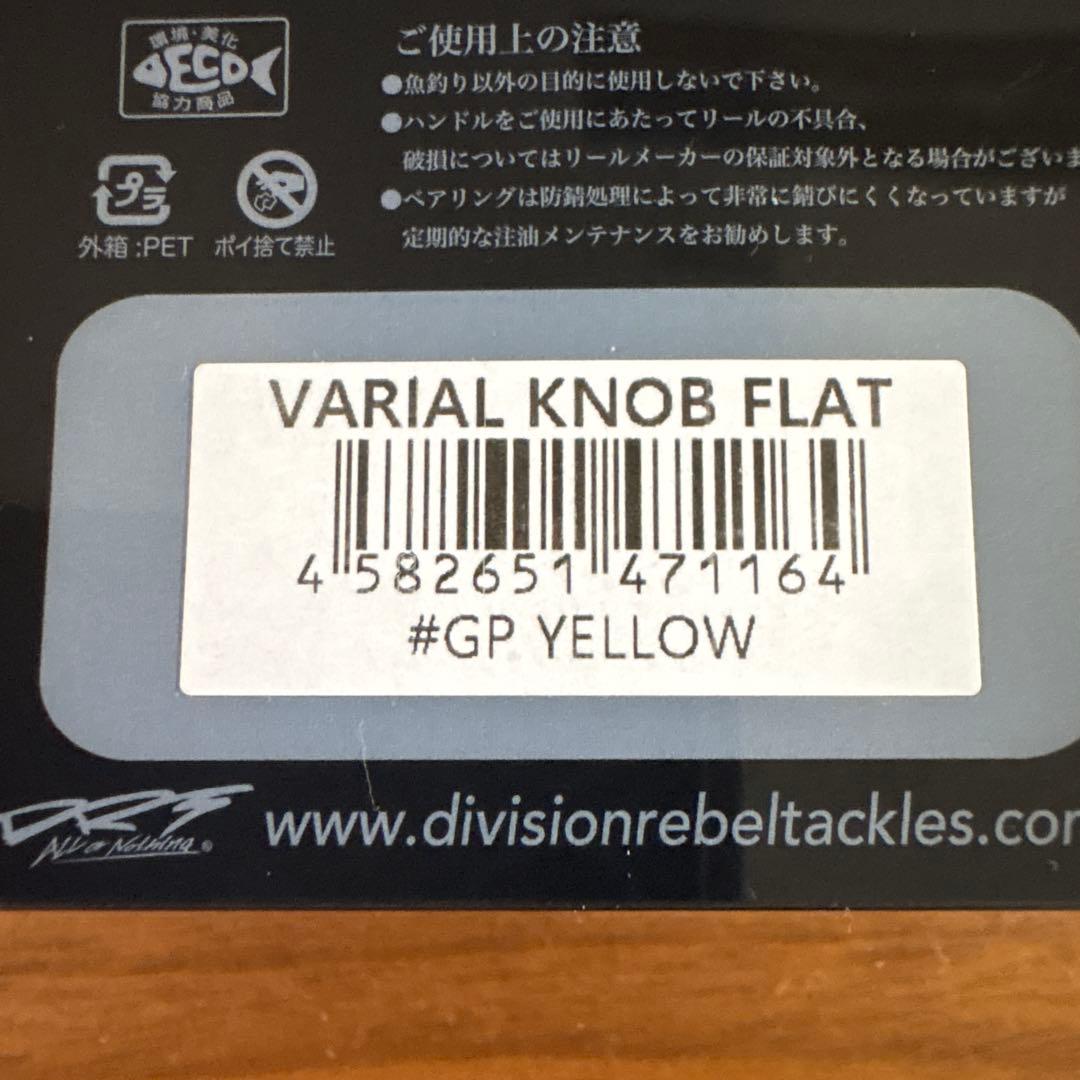 環境・美化
ECO
協力商品
プラ
外箱:PET
ポイ捨て禁止
ご使用上の注意
●魚釣り以外の目的に使用しないで下さい。
●ハンドルをご使用にあたってリールの不具合、
破損についてはリールメーカーの保証対象外となる場合がございま
●ベアリングは防錆処理によって非常に錆びにくくなっていますが
定期的な注油メンテナンスをお勧めします。
VARIAL KNOB FLAT
4 582651 471164
#GP YELLOW
DRT
All or Nothing ®
www.divisionrebeltackles.com